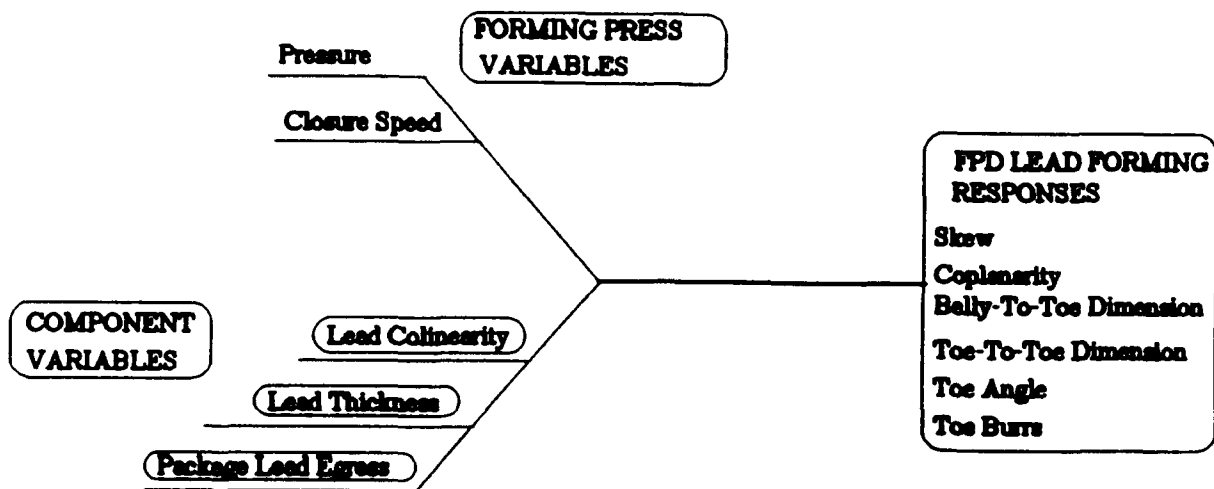 FORMING PRESS
VARIABLES
Pressure
Closure Speed
FPD LEAD FORMING
RESPONSES
Skew
Coplanarity
Belly-To-Toe Dimension
Toe-To-Toe Dimension
Toe Angle
Toe Burrs
COMPONENT
VARIABLES
Lead Colinearity
Lead Thickness
Package Lead Egress